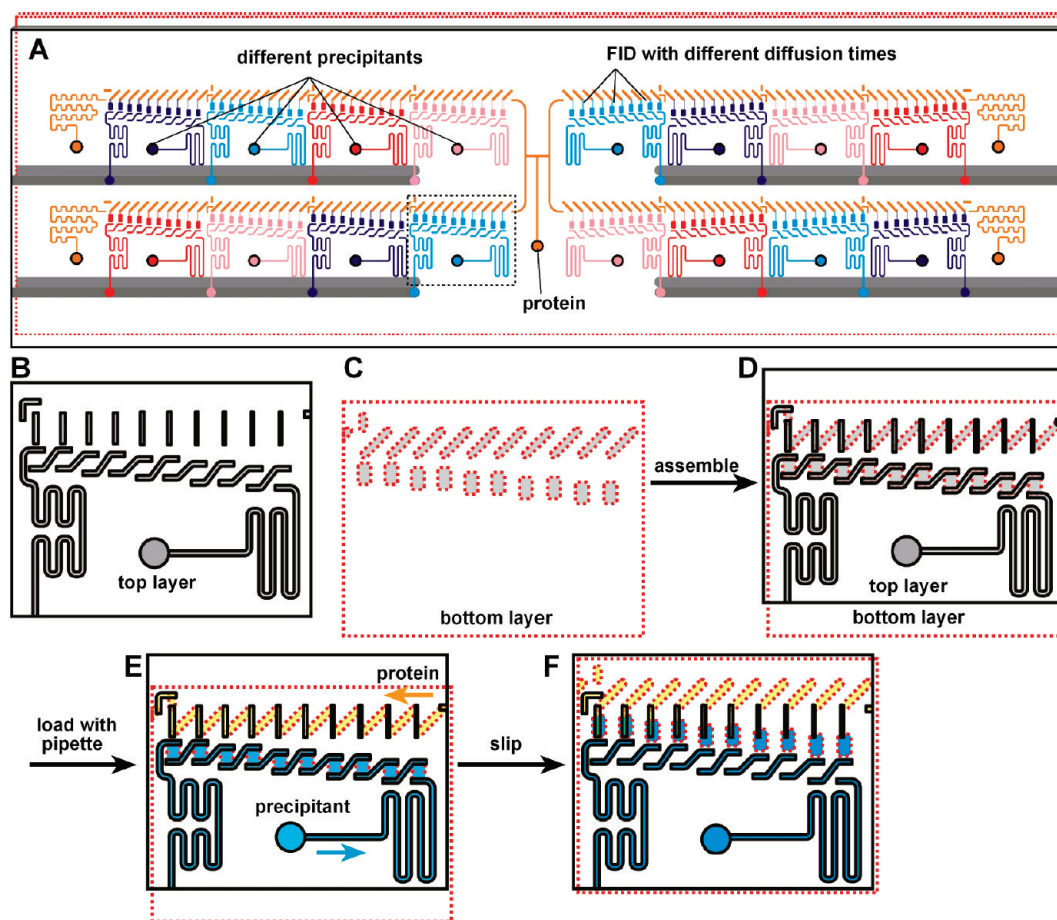 A
different precipitants
FID with different diffusion times
protein
B
top layer
C
bottom layer
assemble
D
top layer
bottom layer
load with
pipette
E
protein
precipitant
slip
F